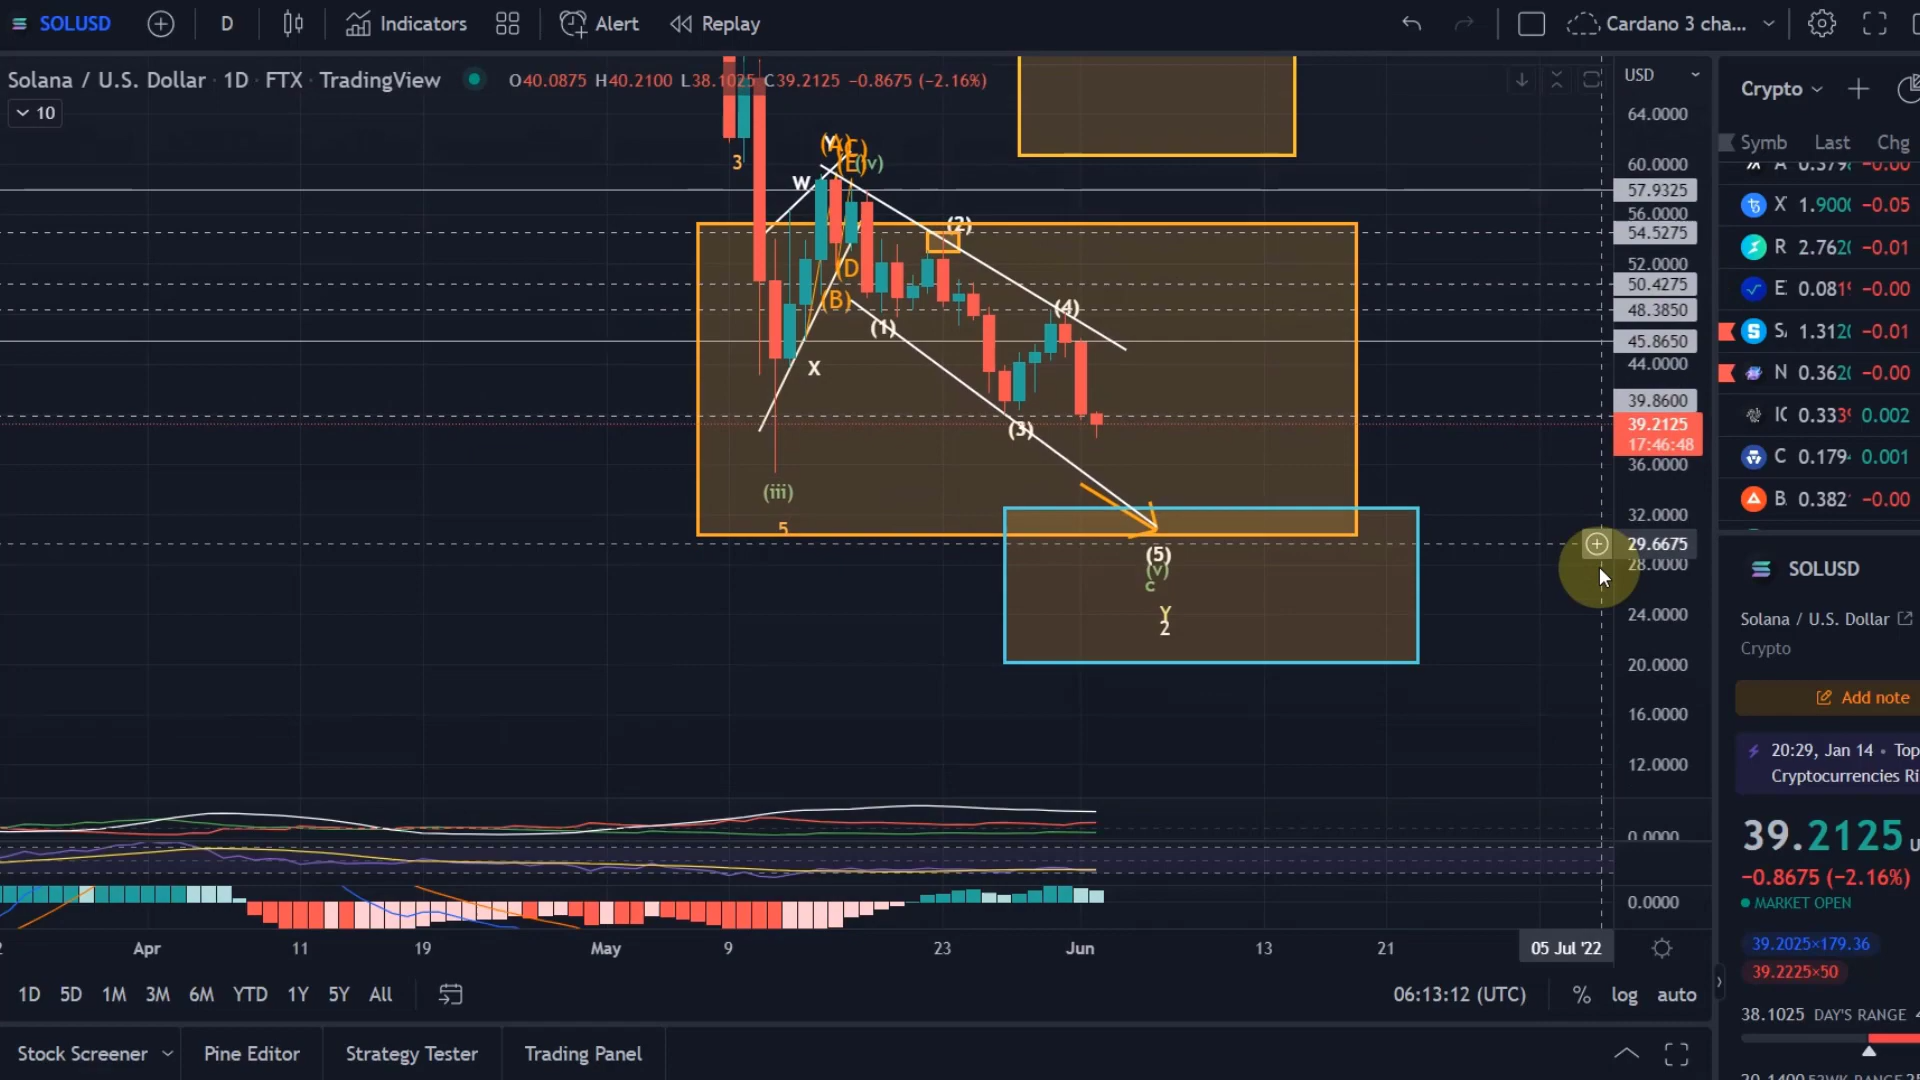 SOLUSD D Indicators Alert Replay Cardano 3 cha...
Solana / U.S. Dollar · 1D · FTX · TradingView O40.0875 H40.2100 L38.1025 C39.2125 −0.8675 (−2.16%)
10
USD
64.0000
60.0000
57.9325
56.0000
54.5275
52.0000
50.4275
48.3850
45.8650
44.0000
39.8600
39.2125
17:46:48
36.0000
32.0000
29.6675
28.0000
24.0000
20.0000
16.0000
12.0000
0.0000
0.0000
3
W
Y
(E)
(iv)
(D
(B)
X
(1)
(2)
(3)
(4)
(iii)
5
(5)
(v)
c
Y
2
Apr 11 19 May 9 23 Jun 13 21 05 Jul '22
1D 5D 1M 3M 6M YTD 1Y 5Y All 06:13:12 (UTC) % log auto
Stock Screener Pine Editor Strategy Tester Trading Panel
Crypto
Symb Last Chg
X 1.900 −0.05
R 2.762 −0.01
E 0.081 −0.00
S 1.312 −0.01
N 0.362 −0.00
IC 0.333 0.002
C 0.179 0.001
B 0.382 −0.00
SOLUSD
Solana / U.S. Dollar
Crypto
Add note
20:29, Jan 14 • Top
Cryptocurrencies Ri
39.2125
−0.8675 (−2.16%)
MARKET OPEN
39.2025×179.36
39.2225×50
38.1025 DAY'S RANGE